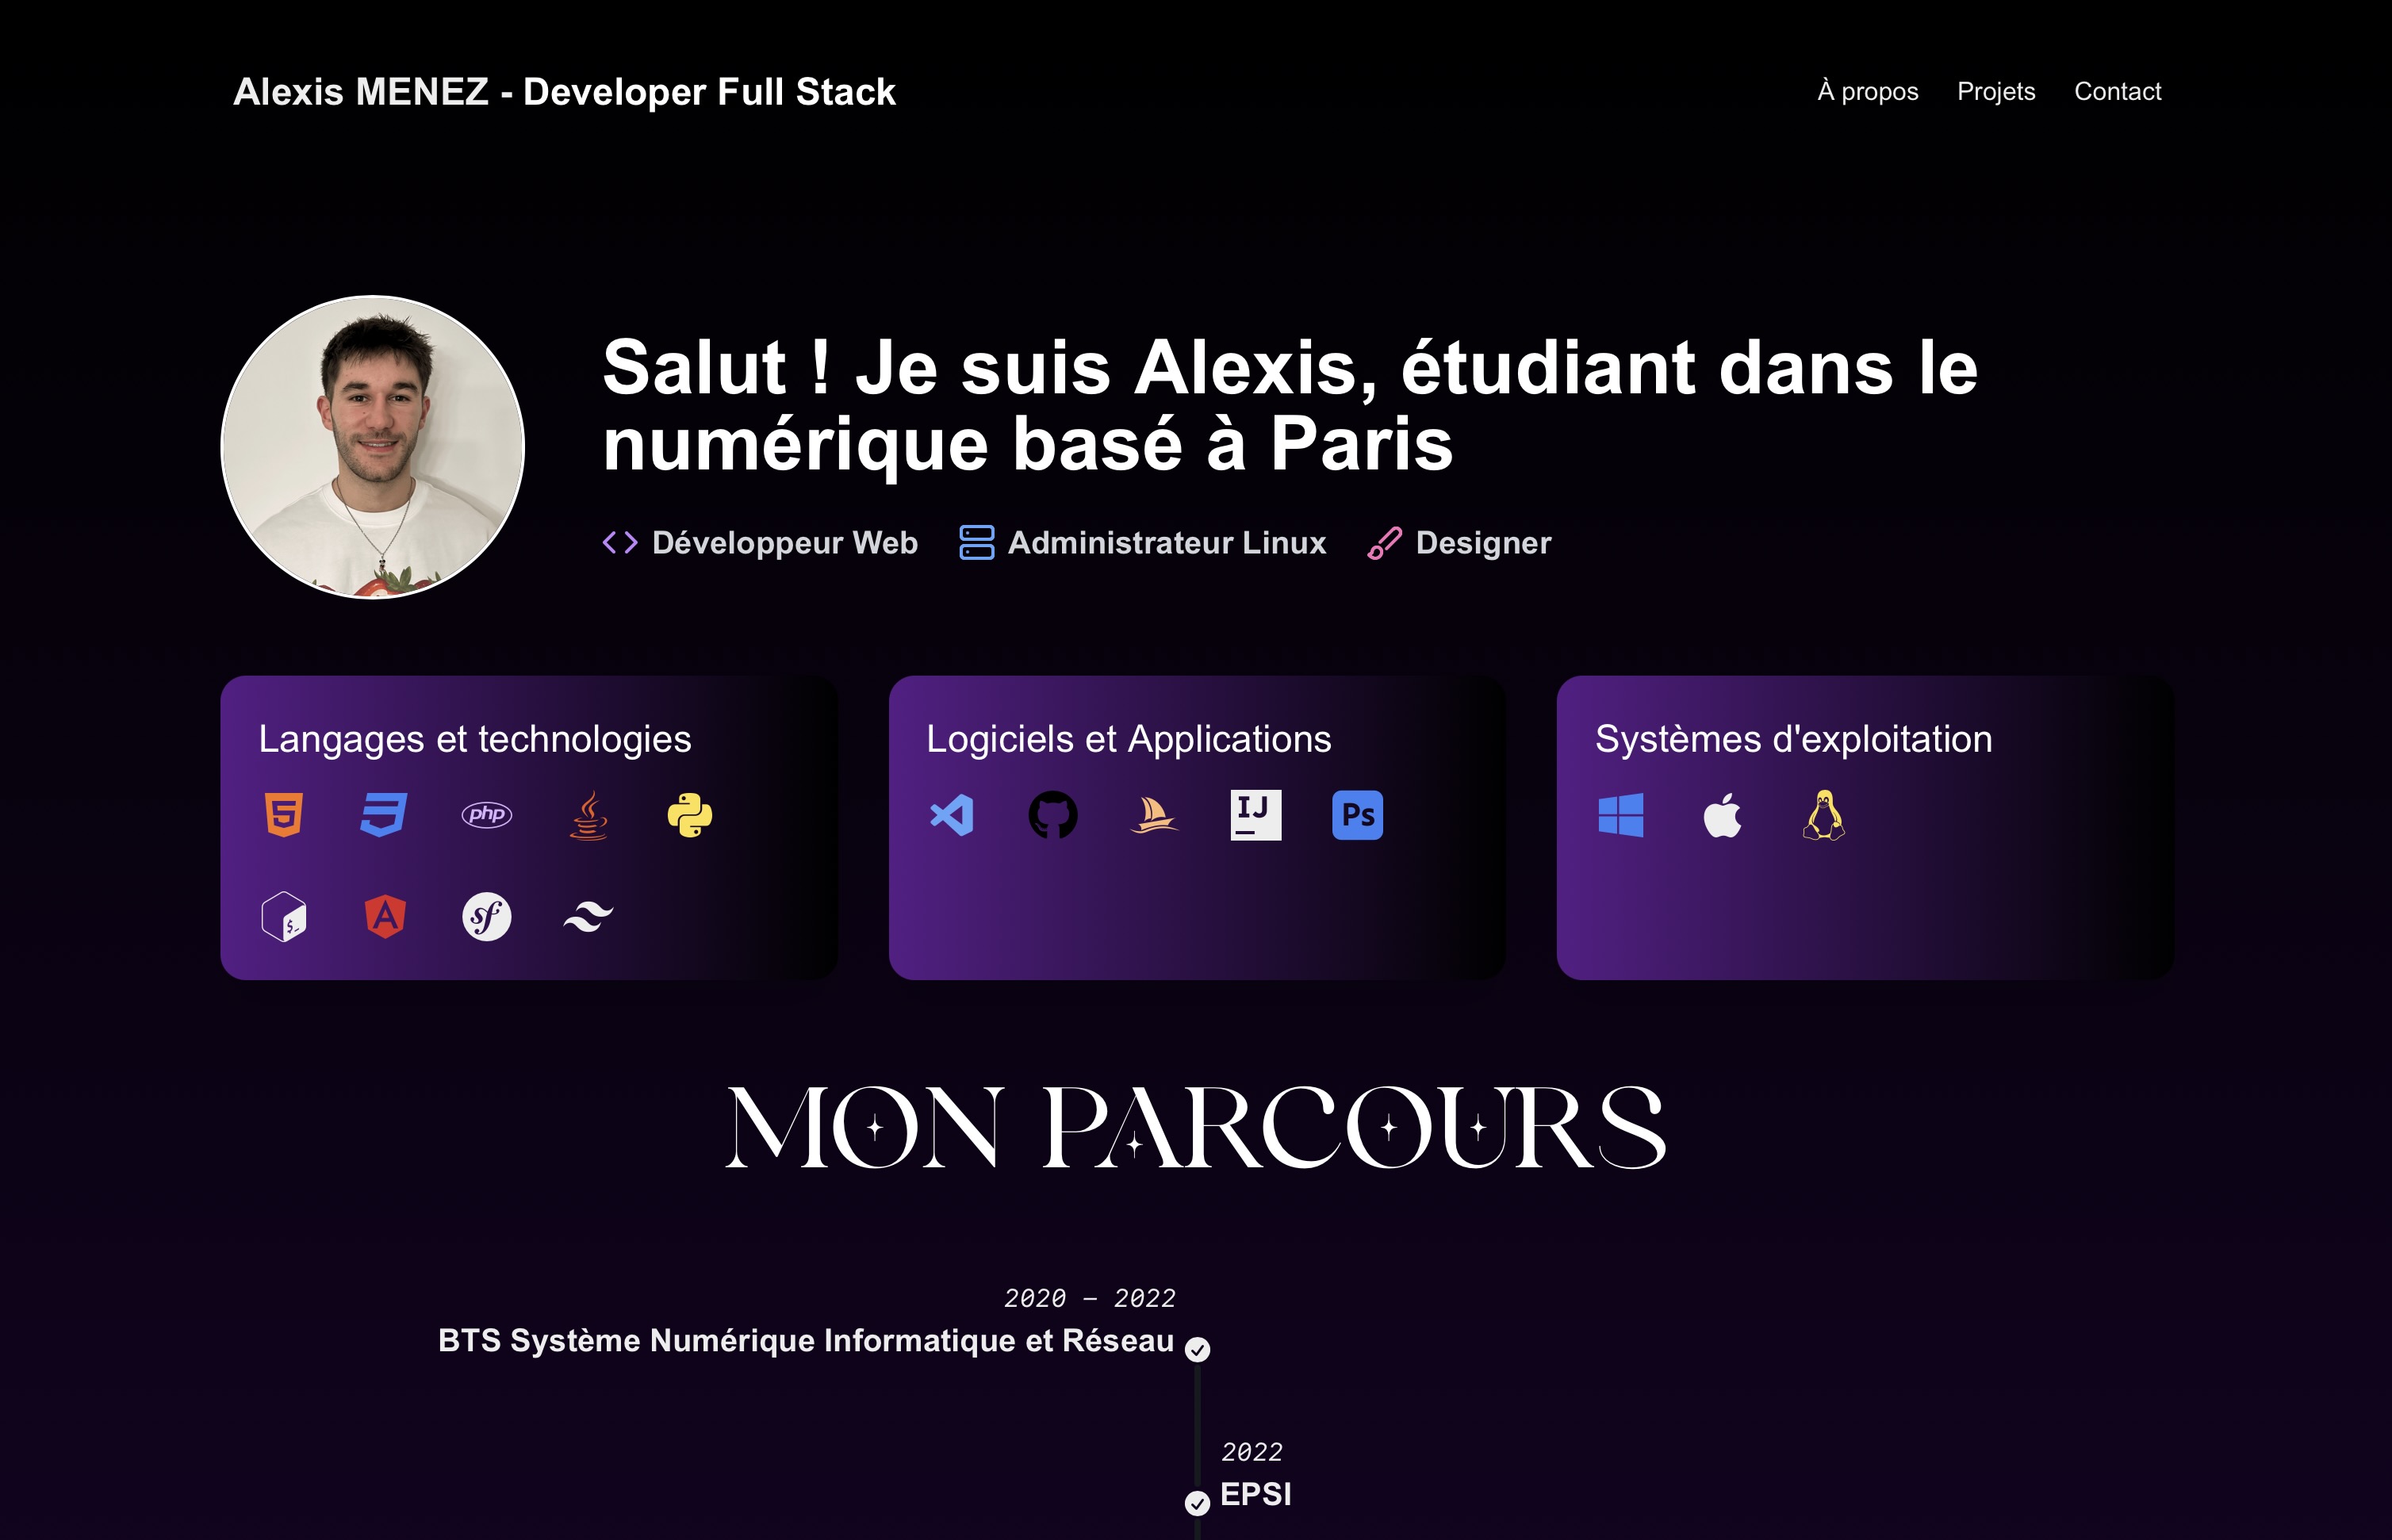 Alexis MENEZ - Developer Full Stack
À propos
Projets
Contact
Salut ! Je suis Alexis, étudiant dans le
numérique basé à Paris
Développeur Web
Administrateur Linux
Designer
Langages et technologies
5
php
$_
A
sf
Logiciels et Applications
IJ
Ps
Systèmes d'exploitation
MON PARCOURS
2020 – 2022
BTS Système Numérique Informatique et Réseau
2022
EPSI